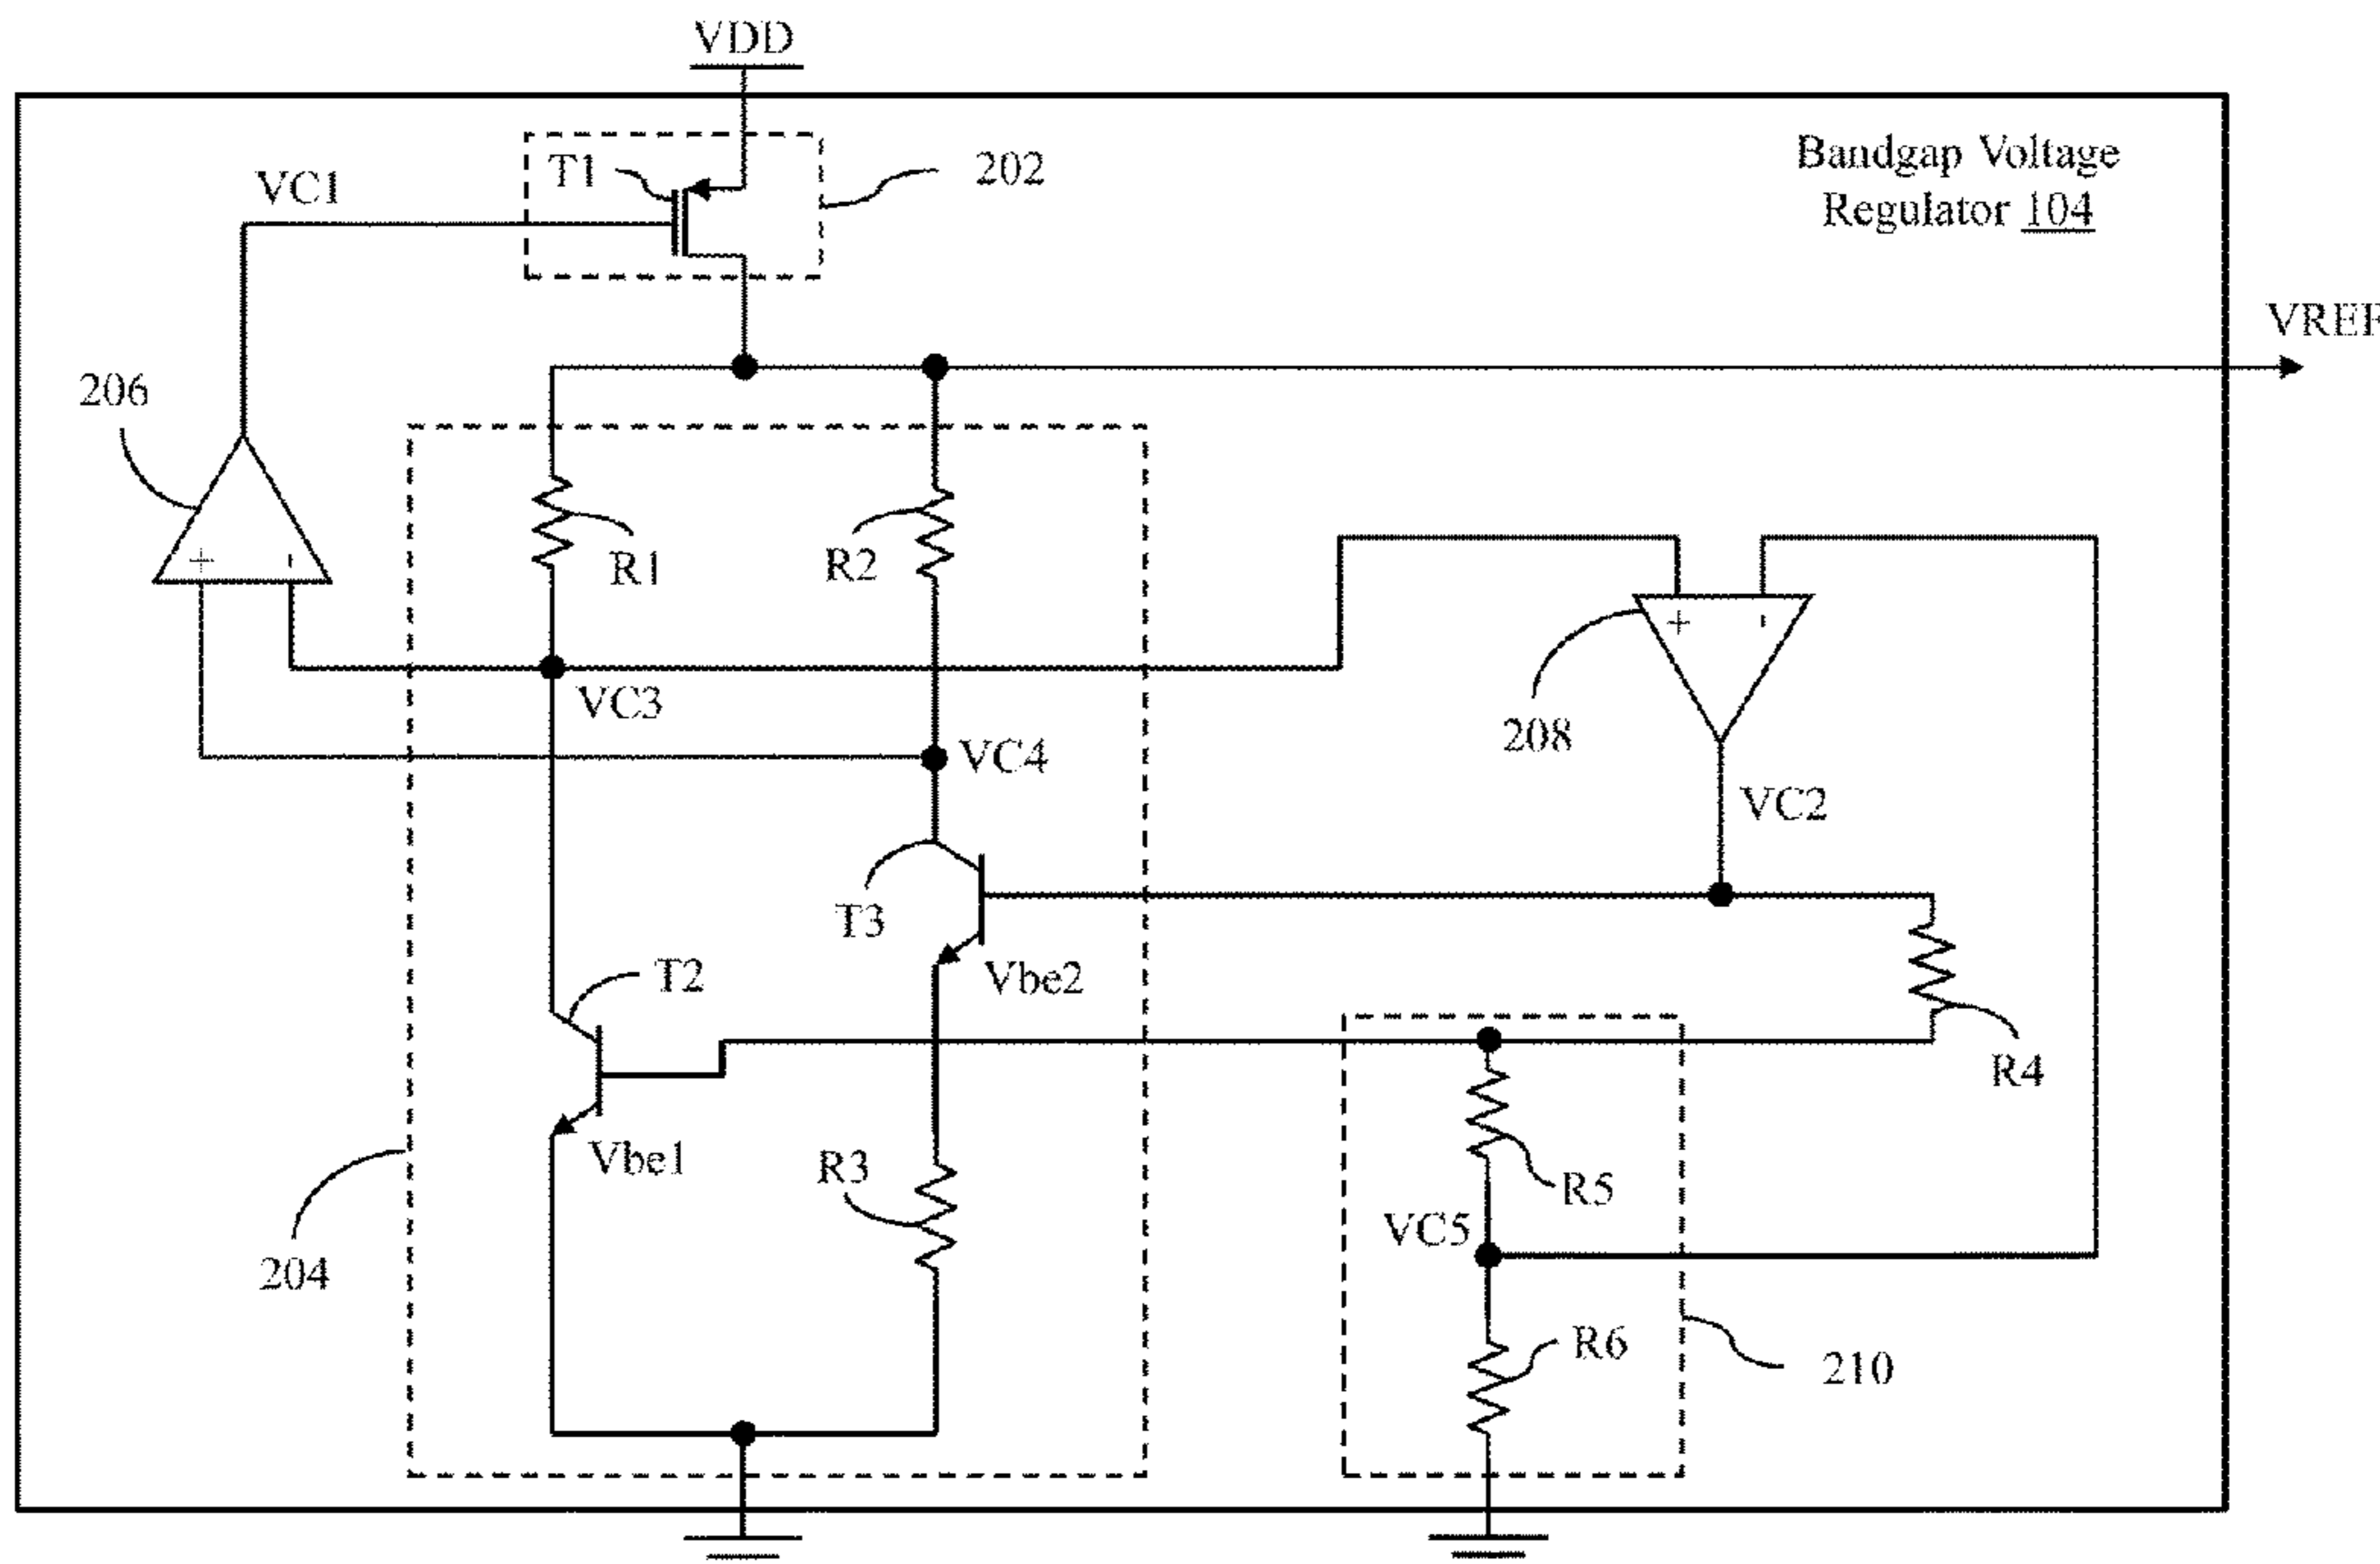 VDD
Bandgap Voltage
Regulator 104
T1
202
VC1
VREF
206
+ -
R1
R2
+ -
VC3
208
VC4
VC2
T3
T2
Vbe2
R4
Vbe1
R3
R5
VC5
204
R6
210